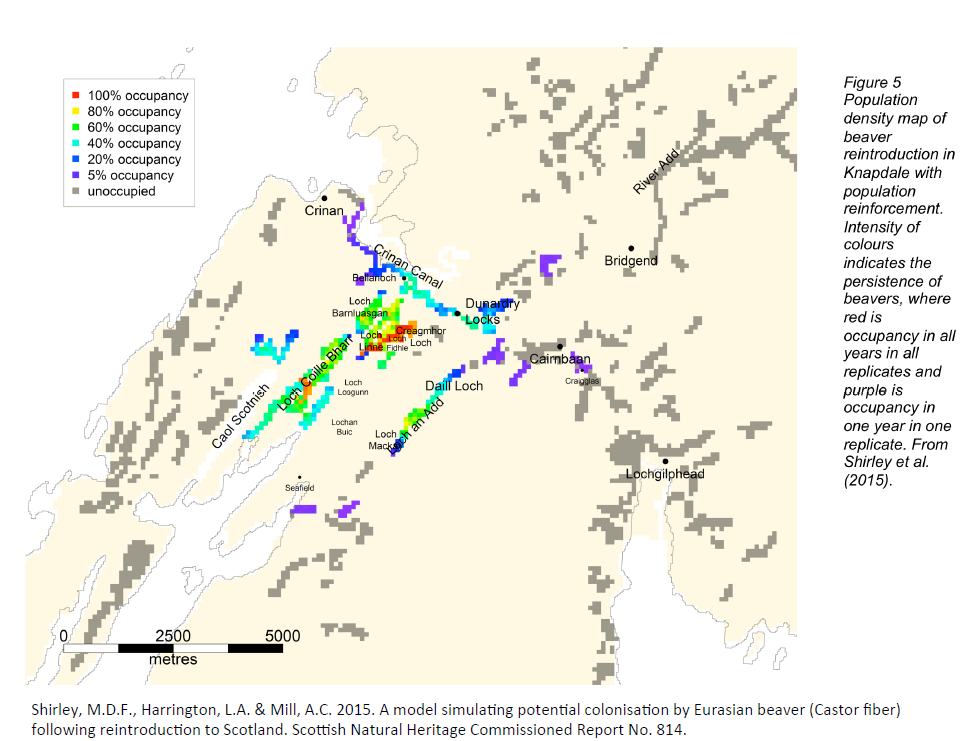 100% occupancy
80% occupancy
60% occupancy
40% occupancy
20% occupancy
5% occupancy
unoccupied
Crinan
Crinan Canal
Bellanoch
River Add
Bridgend
Loch
Barnluasgan
Dunardry
Locks
Creagmhor
Loch
Loch
Linne
Loch
Fidhle
Cairnbaan
Craigglas
Loch Coille Bharr
Caol Scotnish
Loch
Loogunn
Daill Loch
Loch an Add
Lochan
Buic
Loch
Mackay
Seafield
Lochgilphead
0 2500 5000
metres
Figure 5
Population
density map of
beaver
reintroduction in
Knapdale with
population
reinforcement.
Intensity of
colours
indicates the
persistence of
beavers, where
red is
occupancy in all
years in all
replicates and
purple is
occupancy in
one year in one
replicate. From
Shirley et al.
(2015).
Shirley, M.D.F., Harrington, L.A. & Mill, A.C. 2015. A model simulating potential colonisation by Eurasian beaver (Castor fiber)
following reintroduction to Scotland. Scottish Natural Heritage Commissioned Report No. 814.